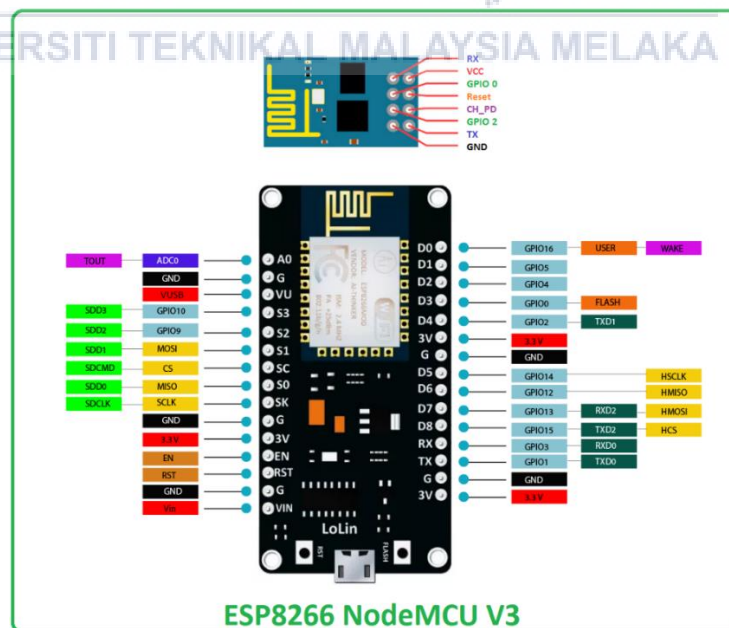 ERSITI TEKNIKAL MALAYSIA MELAKA
RX
VCC
GPIO 0
Reset
CH_PD
GPIO 2
TX
GND
TOUT ADC0 A0
GND G
VUSB VU
SDD3 GPIO10 S3
SDD2 GPIO9 S2
SDD1 MOSI S1
SDCMD CS SC
SDD0 MISO S0
SDCLK SCLK SK
GND G
3.3 V 3V
EN EN
RST RST
GND G
Vin VIN
D0 GPIO16 USER WAKE
D1 GPIO5
D2 GPIO4
D3 GPIO0 FLASH
D4 GPIO2 TXD1
3V 3.3 V
G GND
D5 GPIO14 HSCLK
D6 GPIO12 HMISO
D7 GPIO13 RXD2 HMOSI
D8 GPIO15 TXD2 HCS
RX GPIO3 RXD0
TX GPIO1 TXD0
G GND
3V 3.3 V
MODEL ESP8266MOD
VENDOR AI-THINKER
LoLin
RST
FLASH
ESP8266 NodeMCU V3